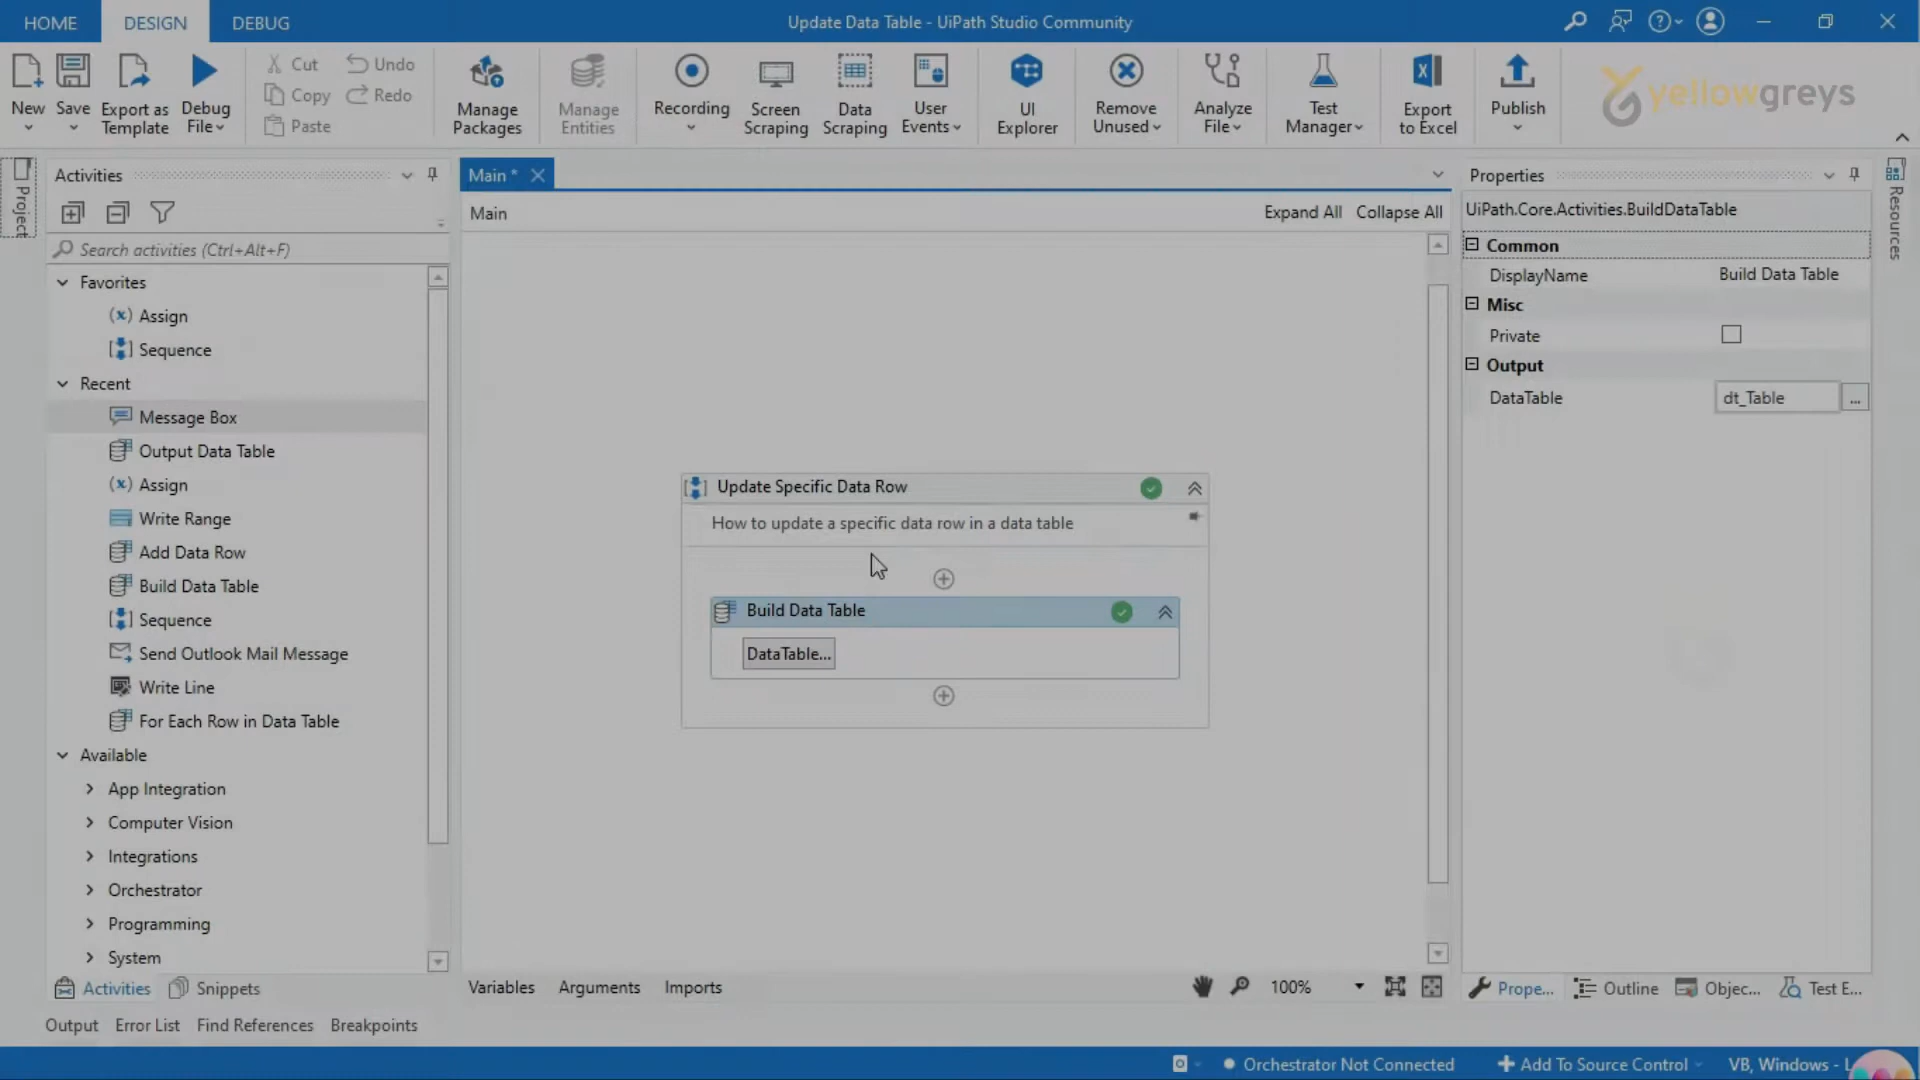 HOME
DESIGN
DEBUG
Update Data Table - UiPath Studio Community
New
Save
Export as Template
Debug File
Cut
Copy
Paste
Undo
Redo
Manage Packages
Manage Entities
Recording
Screen Scraping
Data Scraping
User Events
UI Explorer
Remove Unused
Analyze File
Test Manager
Export to Excel
Publish
yellowgreys
Project
Activities
Search activities (Ctrl+Alt+F)
Favorites
Assign
Sequence
Recent
Message Box
Output Data Table
Assign
Write Range
Add Data Row
Build Data Table
Sequence
Send Outlook Mail Message
Write Line
For Each Row in Data Table
Available
App Integration
Computer Vision
Integrations
Orchestrator
Programming
System
Activities
Snippets
Main *
Main
Expand All
Collapse All
Update Specific Data Row
How to update a specific data row in a data table
Build Data Table
DataTable...
Variables
Arguments
Imports
100%
Properties
UiPath.Core.Activities.BuildDataTable
Common
DisplayName
Build Data Table
Misc
Private
Output
DataTable
dt_Table
...
Resources
Prope...
Outline
Objec...
Test E...
Output
Error List
Find References
Breakpoints
Orchestrator Not Connected
Add To Source Control
VB, Windows - L